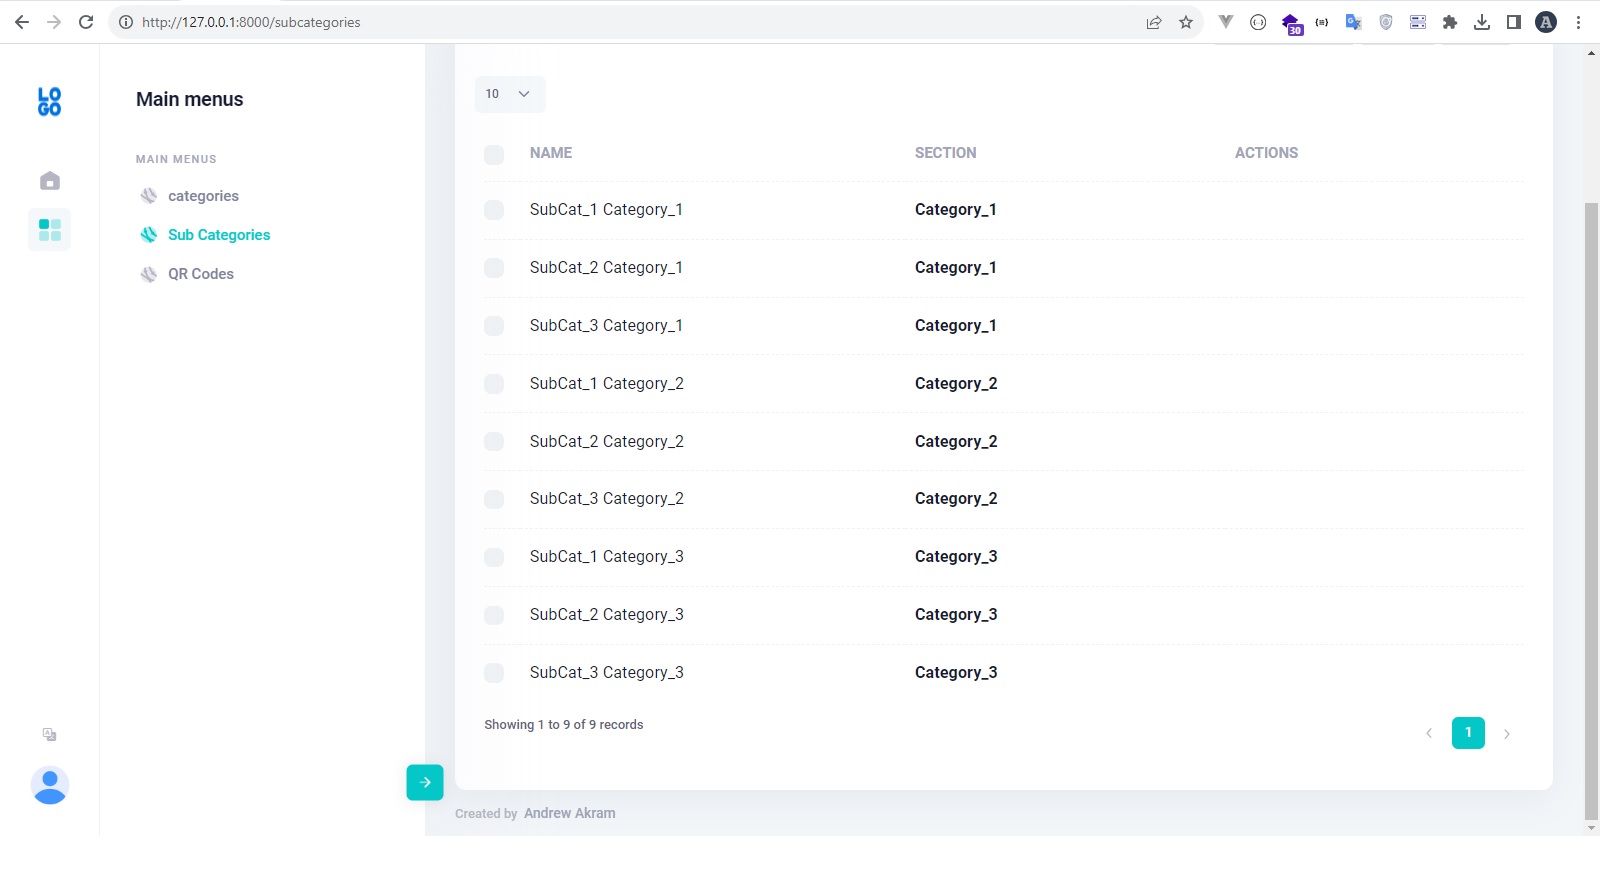 http://127.0.0.1:8000/subcategories
30
A
LO
GO
Main menus
MAIN MENUS
categories
Sub Categories
QR Codes
10
NAME SECTION ACTIONS
SubCat_1 Category_1 Category_1
SubCat_2 Category_1 Category_1
SubCat_3 Category_1 Category_1
SubCat_1 Category_2 Category_2
SubCat_2 Category_2 Category_2
SubCat_3 Category_2 Category_2
SubCat_1 Category_3 Category_3
SubCat_2 Category_3 Category_3
SubCat_3 Category_3 Category_3
Showing 1 to 9 of 9 records
1
Created by Andrew Akram